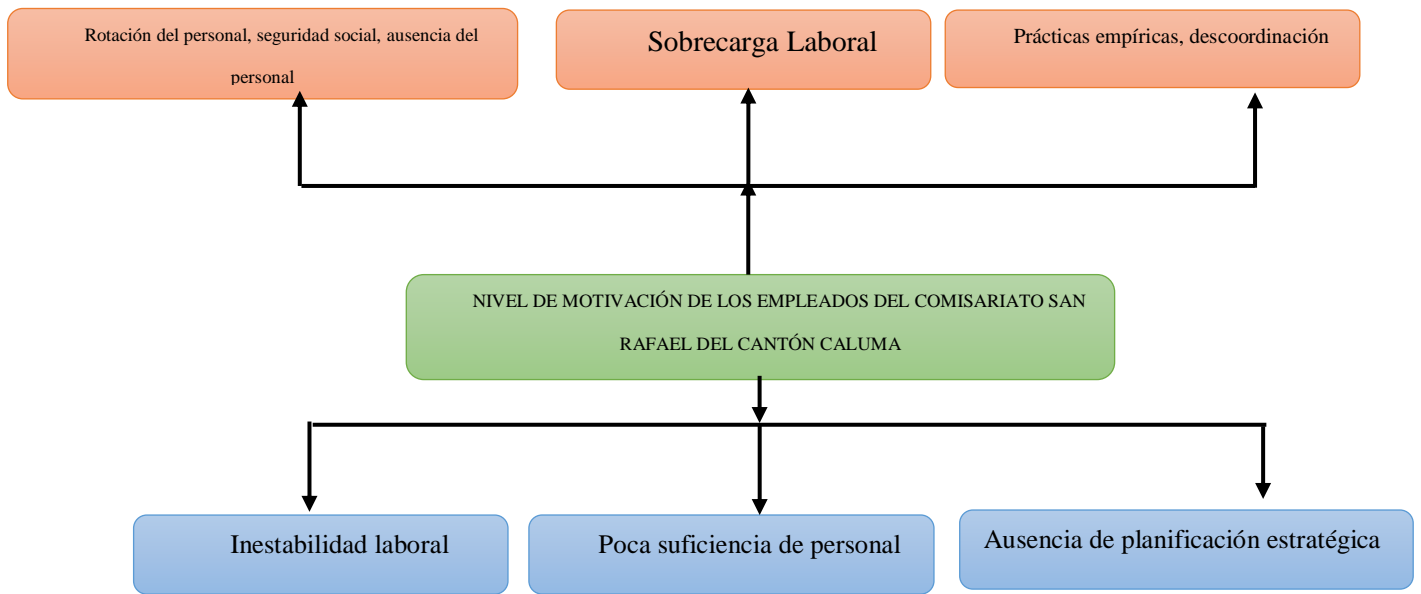 Rotación del personal, seguridad social, ausencia del
personal
Sobrecarga Laboral
Prácticas empíricas, descoordinación
NIVEL DE MOTIVACIÓN DE LOS EMPLEADOS DEL COMISARIATO SAN
RAFAEL DEL CANTÓN CALUMA
Inestabilidad laboral
Poca suficiencia de personal
Ausencia de planificación estratégica